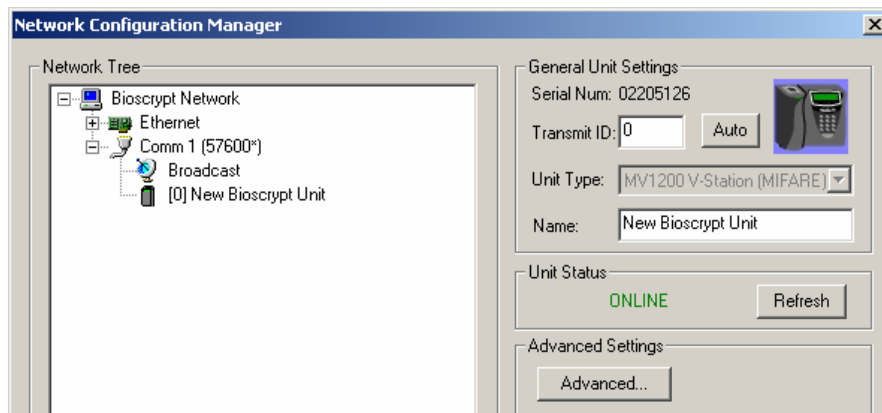 Network Configuration Manager
Network Tree
Bioscrypt Network
Ethernet
Comm 1 (57600*)
Broadcast
[0] New Bioscrypt Unit
General Unit Settings
Serial Num: 02205126
Transmit ID: 0 Auto
Unit Type: MV1200 V-Station (MIFARE)
Name: New Bioscrypt Unit
Unit Status
ONLINE Refresh
Advanced Settings
Advanced...